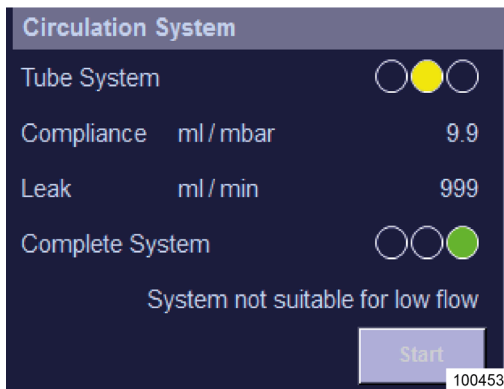 Circulation System
Tube System
Compliance ml / mbar 9.9
Leak ml / min 999
Complete System
System not suitable for low flow
Start
100453